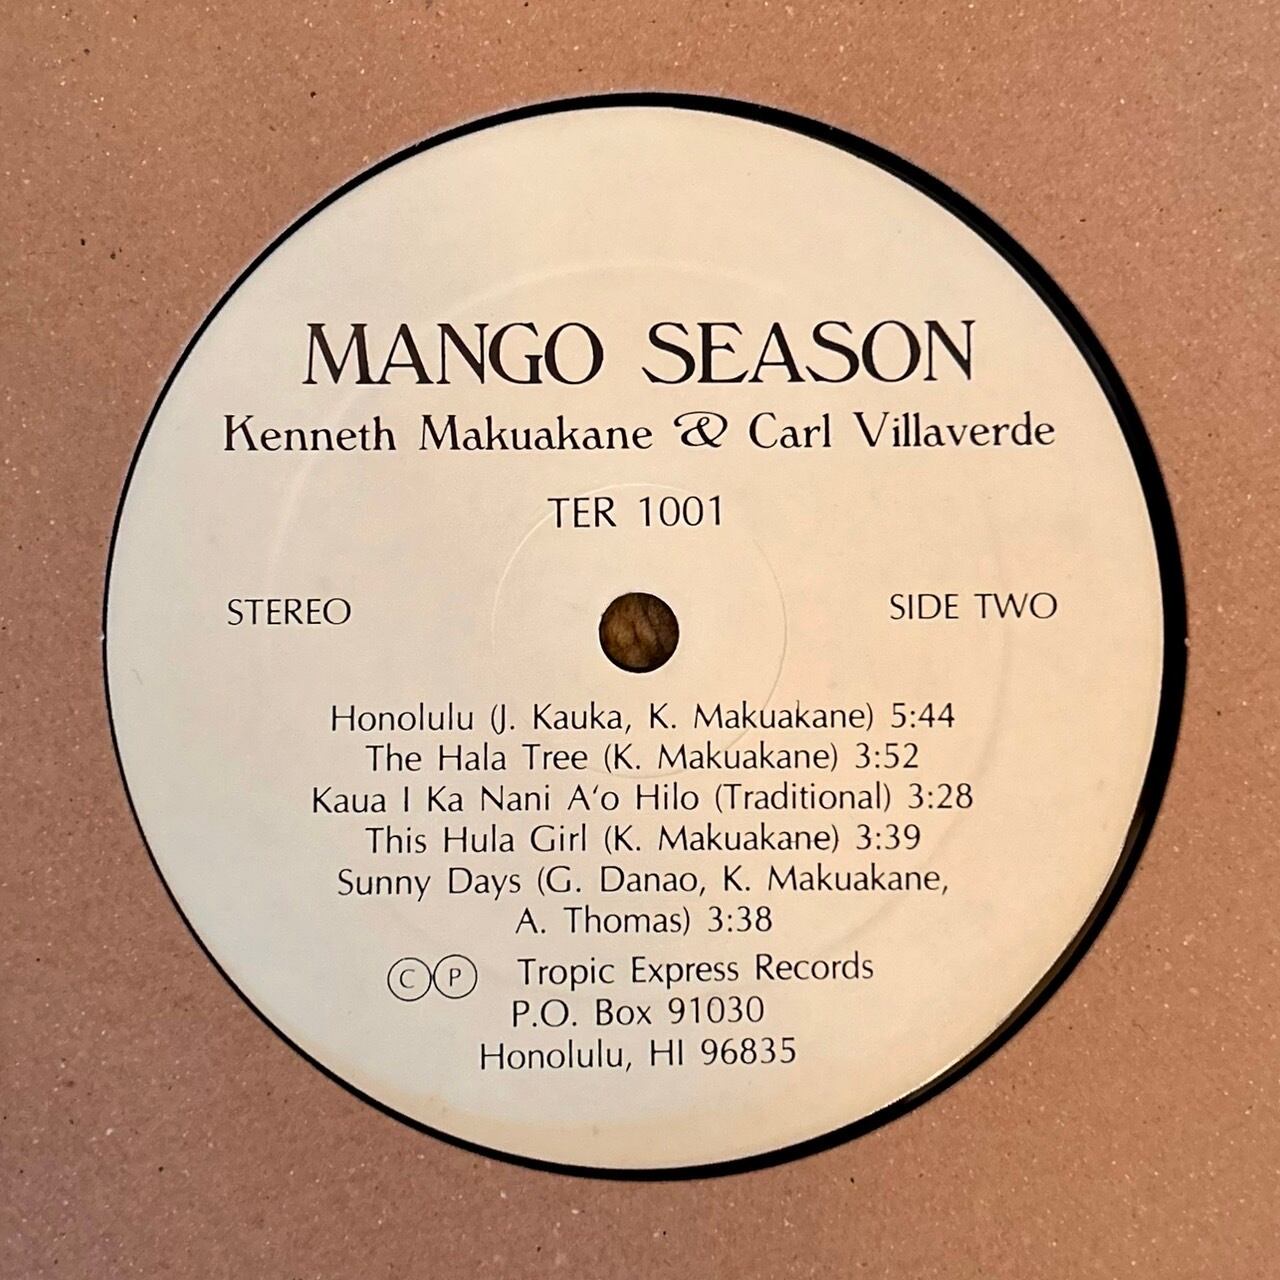 MANGO SEASON
Kenneth Makuakane & Carl Villaverde
TER 1001
STEREO
SIDE TWO
Honolulu (J. Kauka, K. Makuakane) 5:44
The Hala Tree (K. Makuakane) 3:52
Kaua I Ka Nani A‘o Hilo (Traditional) 3:28
This Hula Girl (K. Makuakane) 3:39
Sunny Days (G. Danao, K. Makuakane,
A. Thomas) 3:38
Ⓒ Ⓟ Tropic Express Records
P.O. Box 91030
Honolulu, HI 96835